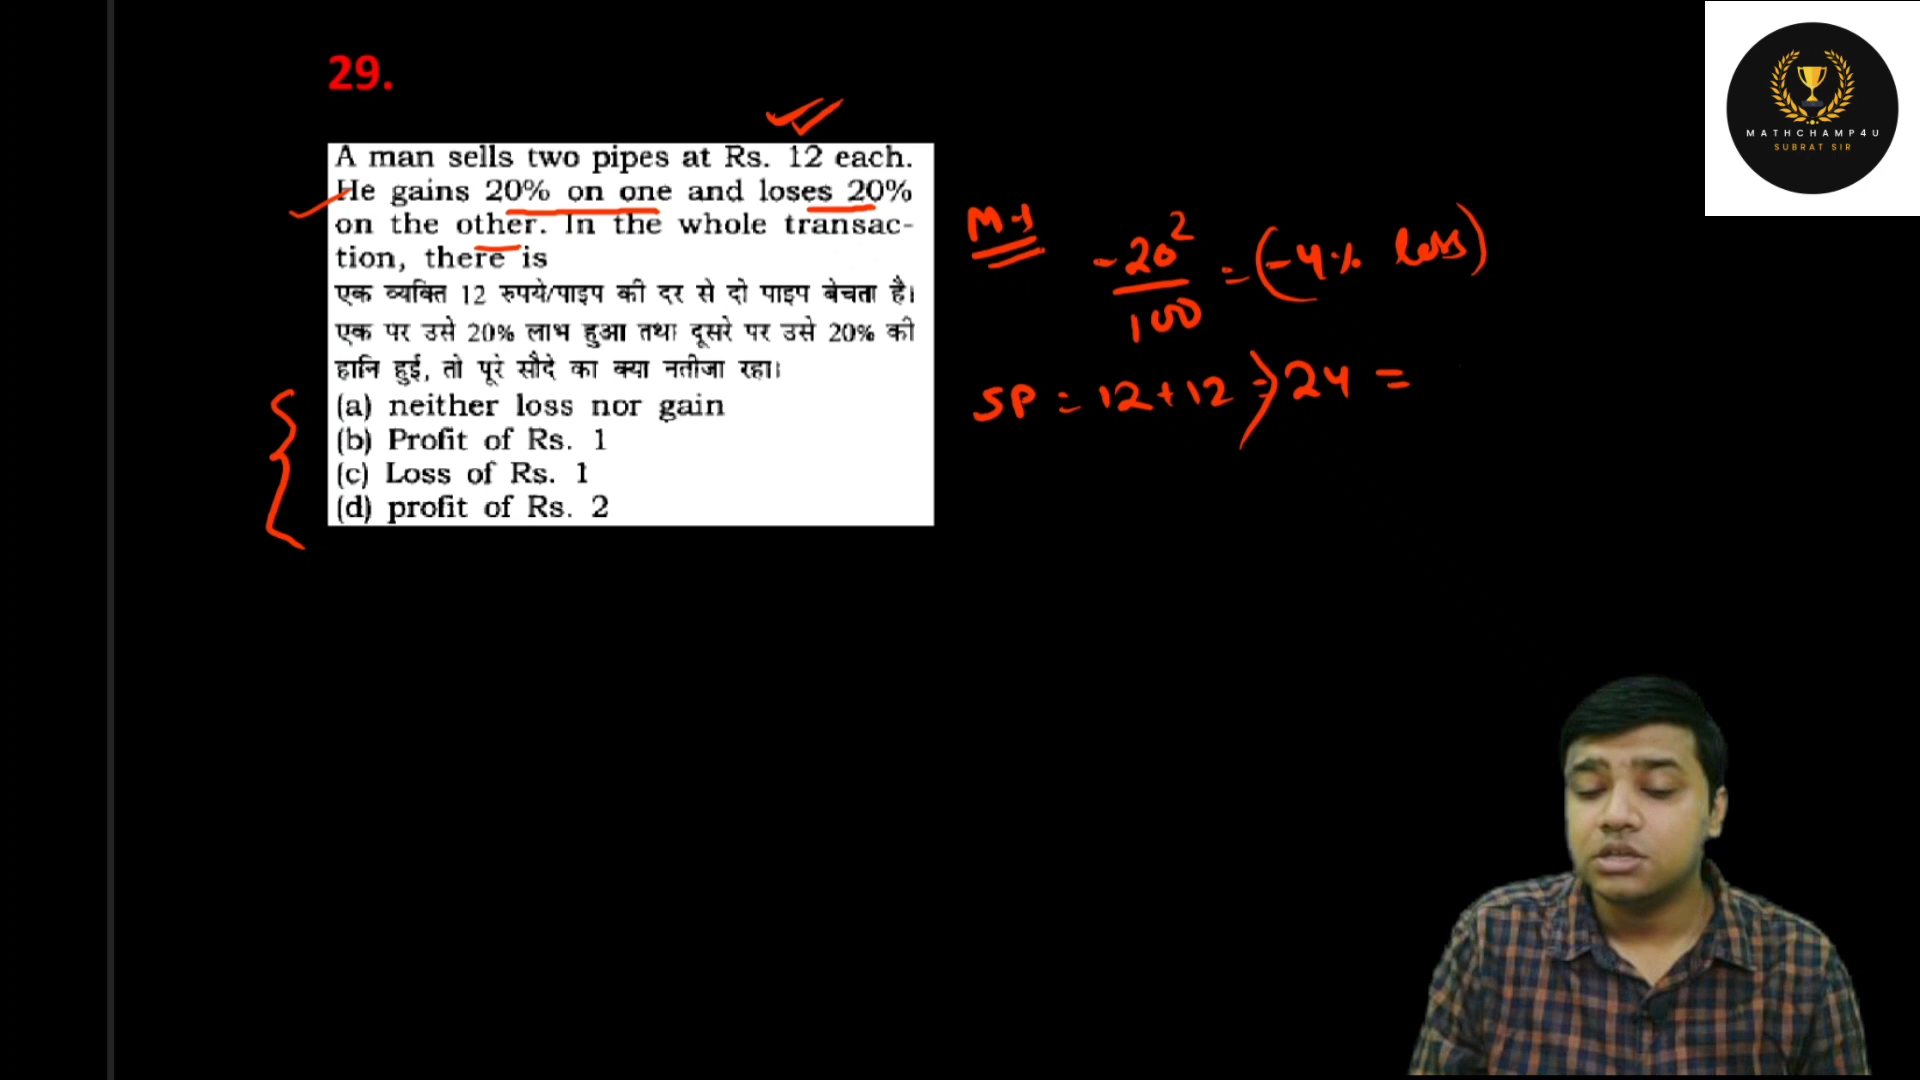 29.
A man sells two pipes at Rs. 12 each.
He gains 20% on one and loses 20%
on the other. In the whole transac-
tion, there is
एक व्यक्ति 12 रुपये/पाइप की दर से दो पाइप बेचता है।
एक पर उसे 20% लाभ हुआ तथा दूसरे पर उसे 20% की
हानि हुई, तो पूरे सौदे का क्या नतीजा रहा।
(a) neither loss nor gain
(b) Profit of Rs. 1
(c) Loss of Rs. 1
(d) profit of Rs. 2
M-1
-20²/100 = (-4% loss)
SP = 12+12 ⇒ 24 =
MATHCHAMP4U
SUBRAT SIR